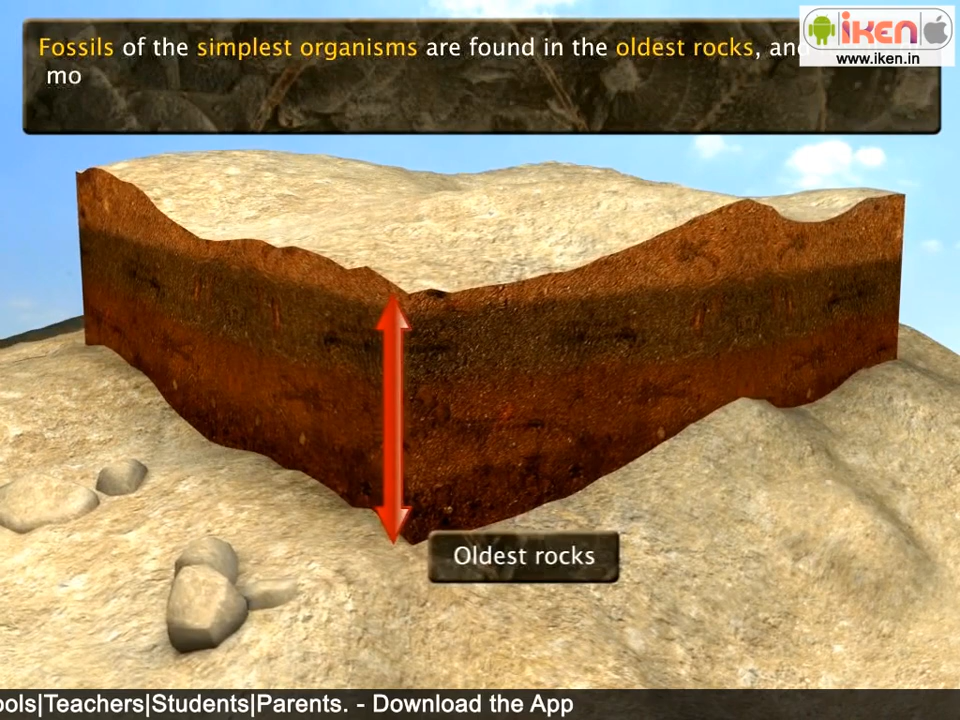 Fossils of the simplest organisms are found in the oldest rocks, and
mo
iken
www.iken.in
Oldest rocks
ools|Teachers|Students|Parents. - Download the App